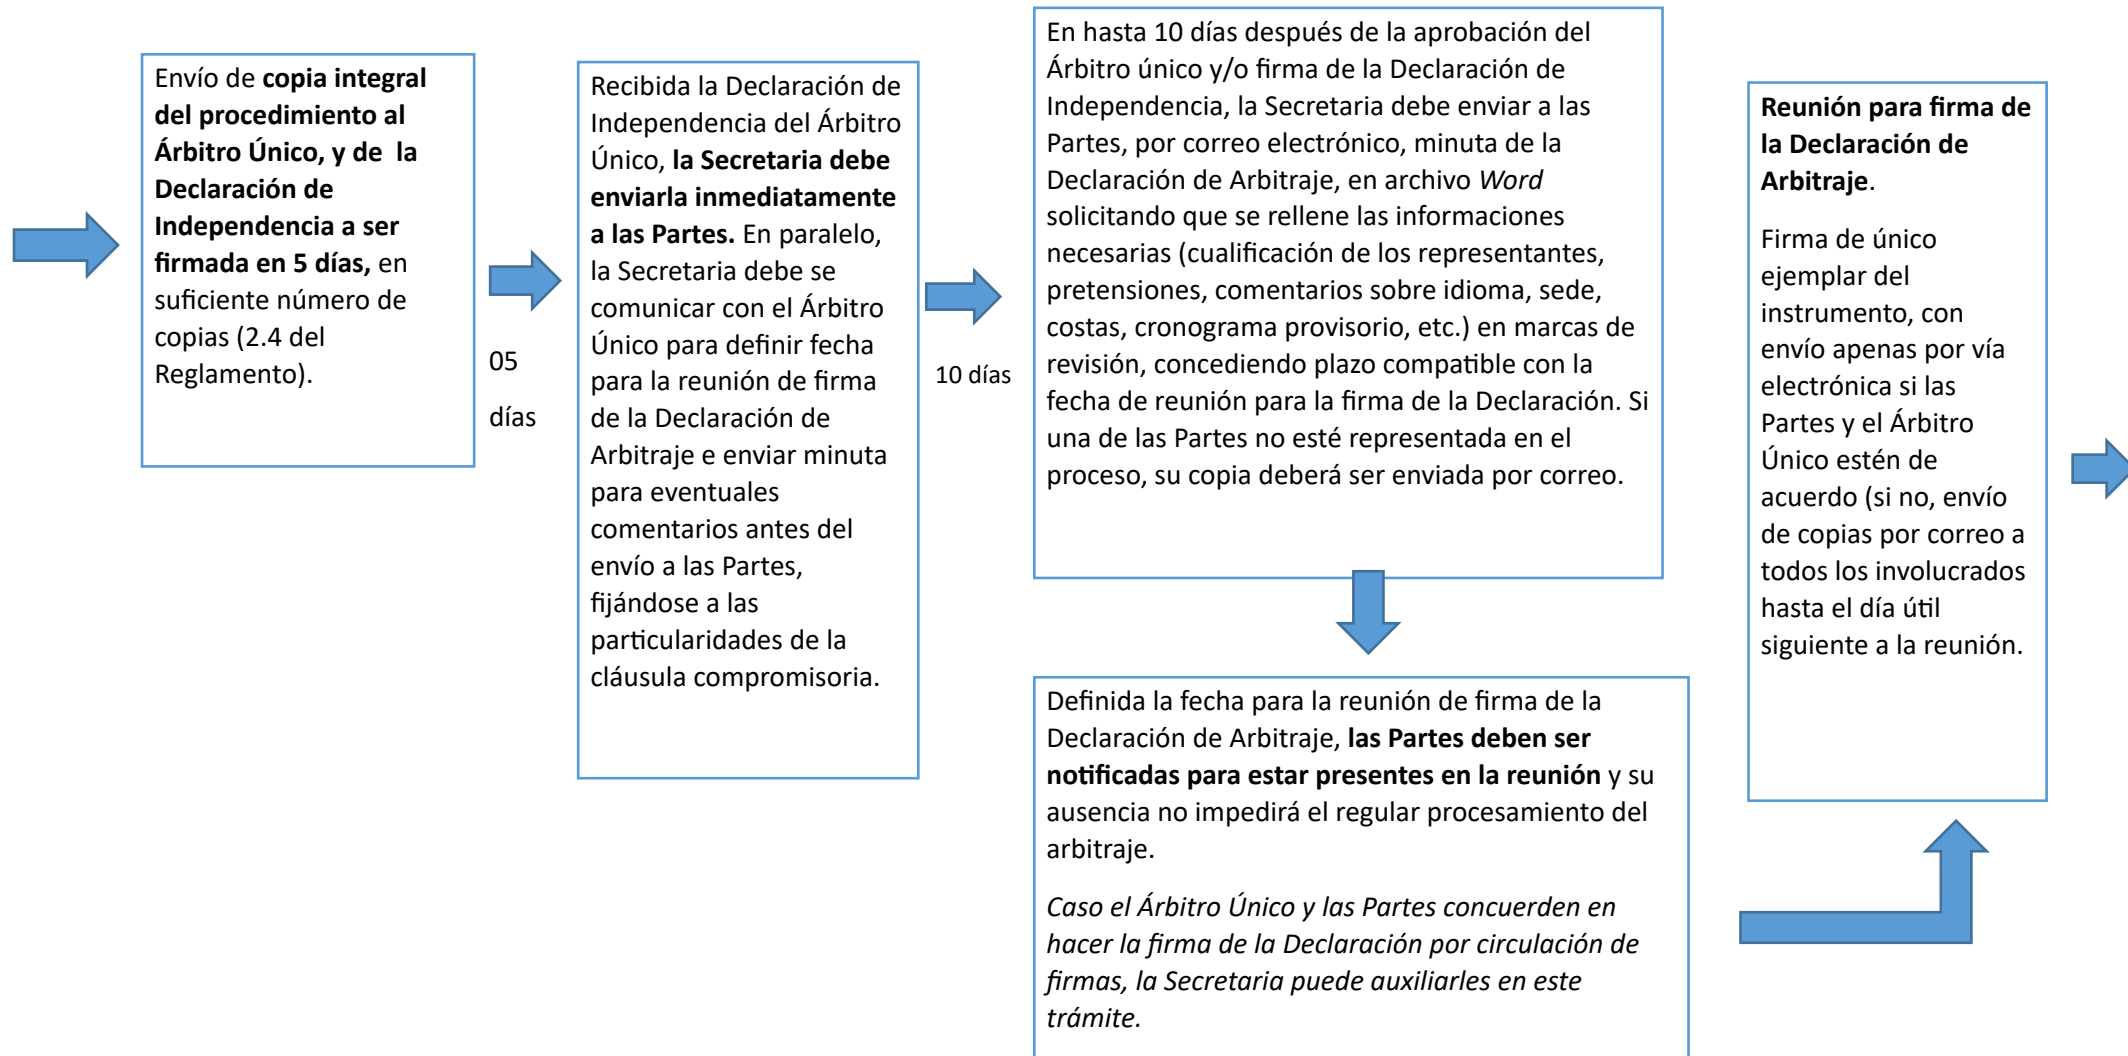 Envío de copia integral
del procedimiento al
Árbitro Único, y de  la
Declaración de
Independencia a ser
firmada en 5 días, en
suficiente número de
copias (2.4 del
Reglamento).
05
días
Recibida la Declaración de
Independencia del Árbitro
Único, la Secretaria debe
enviarla inmediatamente
a las Partes. En paralelo,
la Secretaria debe se
comunicar con el Árbitro
Único para definir fecha
para la reunión de firma
de la Declaración de
Arbitraje e enviar minuta
para eventuales
comentarios antes del
envío a las Partes,
fijándose a las
particularidades de la
cláusula compromisoria.
10 días
En hasta 10 días después de la aprobación del
Árbitro único y/o firma de la Declaración de
Independencia, la Secretaria debe enviar a las
Partes, por correo electrónico, minuta de la
Declaración de Arbitraje, en archivo Word
solicitando que se rellene las informaciones
necesarias (cualificación de los representantes,
pretensiones, comentarios sobre idioma, sede,
costas, cronograma provisorio, etc.) en marcas de
revisión, concediendo plazo compatible con la
fecha de reunión para la firma de la Declaración. Si
una de las Partes no esté representada en el
proceso, su copia deberá ser enviada por correo.
Definida la fecha para la reunión de firma de la
Declaración de Arbitraje, las Partes deben ser
notificadas para estar presentes en la reunión y su
ausencia no impedirá el regular procesamiento del
arbitraje.
Caso el Árbitro Único y las Partes concuerden en
hacer la firma de la Declaración por circulación de
firmas, la Secretaria puede auxiliarles en este
trámite.
Reunión para firma de
la Declaración de
Arbitraje.
Firma de único
ejemplar del
instrumento, con
envío apenas por vía
electrónica si las
Partes y el Árbitro
Único estén de
acuerdo (si no, envío
de copias por correo a
todos los involucrados
hasta el día útil
siguiente a la reunión.